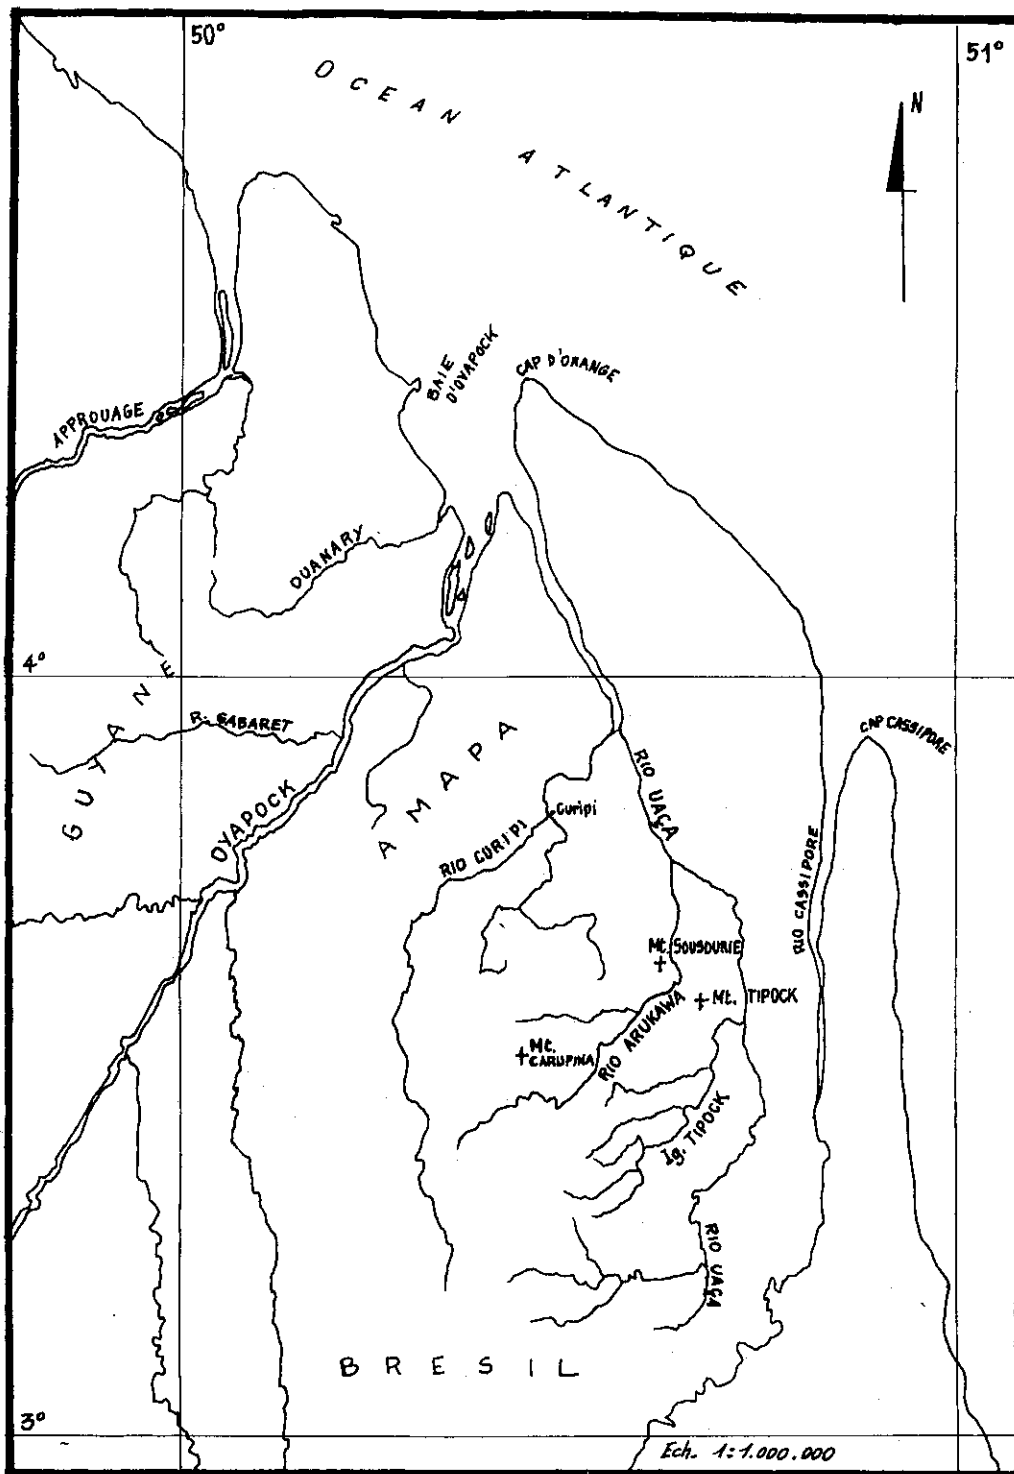 50°
51°
OCEAN ATLANTIQUE
N
BAIE
D'OYAPOCK
CAP D'ORANGE
APPROUAGE
OUANARY
4°
GUYANE
R. GABARET
OYAPOCK
AMAPA
CAP CASSIPORE
RIO UAÇA
Curipi
RIO CURIPI
RIO CASSIPORE
Mt. SOUSOURIE
Mt. TIPOCK
RIO ARUKAWA
Mt.
CARUPINA
Ig. TIPOCK
RIO UAÇA
BRESIL
3°
Ech. 1:1.000.000